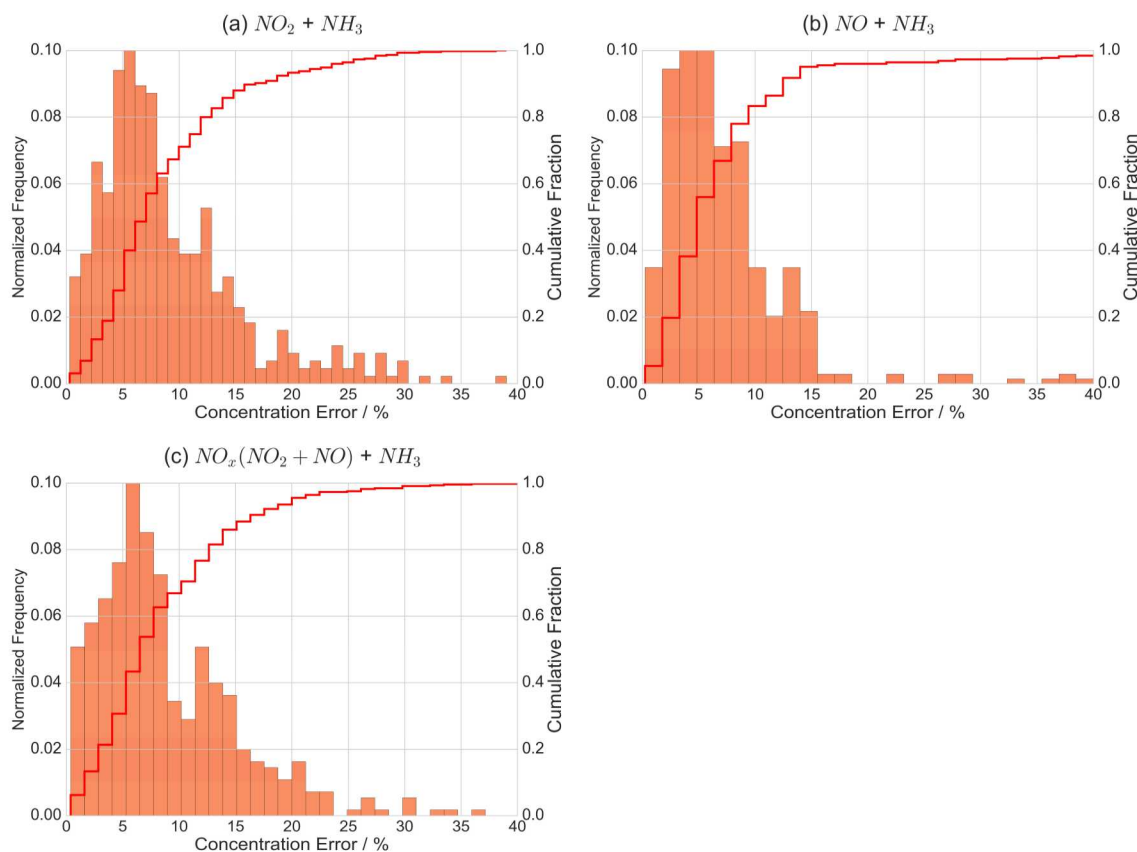 (a) NO₂ + NH₃
0.10
0.08
0.06
0.04
0.02
0.00
Normalized Frequency
1.0
0.8
0.6
0.4
0.2
0.0
Cumulative Fraction
0 5 10 15 20 25 30 35 40
Concentration Error / %
(b) NO + NH₃
0.10
0.08
0.06
0.04
0.02
0.00
Normalized Frequency
1.0
0.8
0.6
0.4
0.2
0.0
Cumulative Fraction
0 5 10 15 20 25 30 35 40
Concentration Error / %
(c) NOₓ(NO₂ + NO) + NH₃
0.10
0.08
0.06
0.04
0.02
0.00
Normalized Frequency
1.0
0.8
0.6
0.4
0.2
0.0
Cumulative Fraction
0 5 10 15 20 25 30 35 40
Concentration Error / %